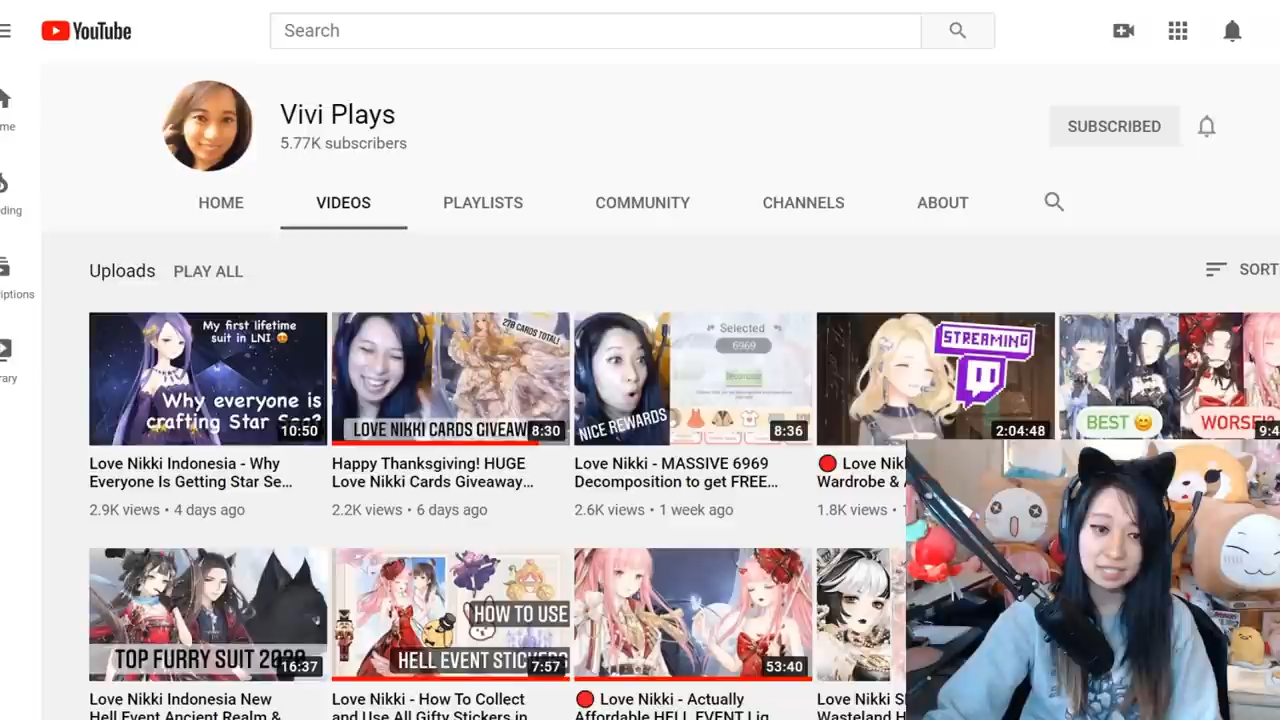 YouTube
Search
Vivi Plays
5.77K subscribers
SUBSCRIBED
HOME
VIDEOS
PLAYLISTS
COMMUNITY
CHANNELS
ABOUT
Uploads
PLAY ALL
SORT
My first lifetime
suit in LNI
Why everyone is
crafting Star
10:50
27B CARDS TOTAL!
LOVE NIKKI CARDS GIVEAW
8:30
Selected
6969
NICE REWARDS
8:36
STREAMING
2:04:48
BEST
WORSE
9:4
Love Nikki Indonesia - Why
Everyone Is Getting Star Se...
2.9K views • 4 days ago
Happy Thanksgiving! HUGE
Love Nikki Cards Giveaway...
2.2K views • 6 days ago
Love Nikki - MASSIVE 6969
Decomposition to get FREE...
2.6K views • 1 week ago
Love Nik
Wardrobe &
1.8K views •
TOP FURRY SUIT
16:37
HOW TO USE
HELL EVENT STICKERS
7:57
53:40
Love Nikki Indonesia New
Hell Event Ancient Realm &
Love Nikki - How To Collect
and Use All Gifty Stickers in
Love Nikki - Actually
Affordable HELL EVENT Liq
Love Nikki S
Wasteland H
me
ding
iptions
rary